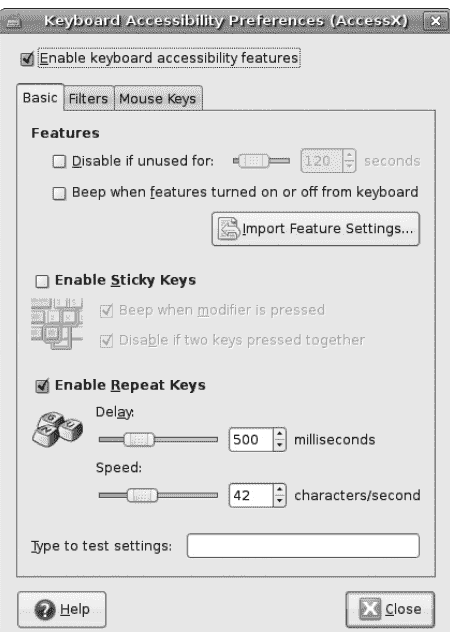 Keyboard Accessibility Preferences (AccessX)
Enable keyboard accessibility features
Basic Filters Mouse Keys
Features
Disable if unused for: 120 seconds
Beep when features turned on or off from keyboard
Import Feature Settings...
Enable Sticky Keys
Beep when modifier is pressed
Disable if two keys pressed together
Enable Repeat Keys
Delay:
500 milliseconds
Speed:
42 characters/second
Type to test settings:
Help Close